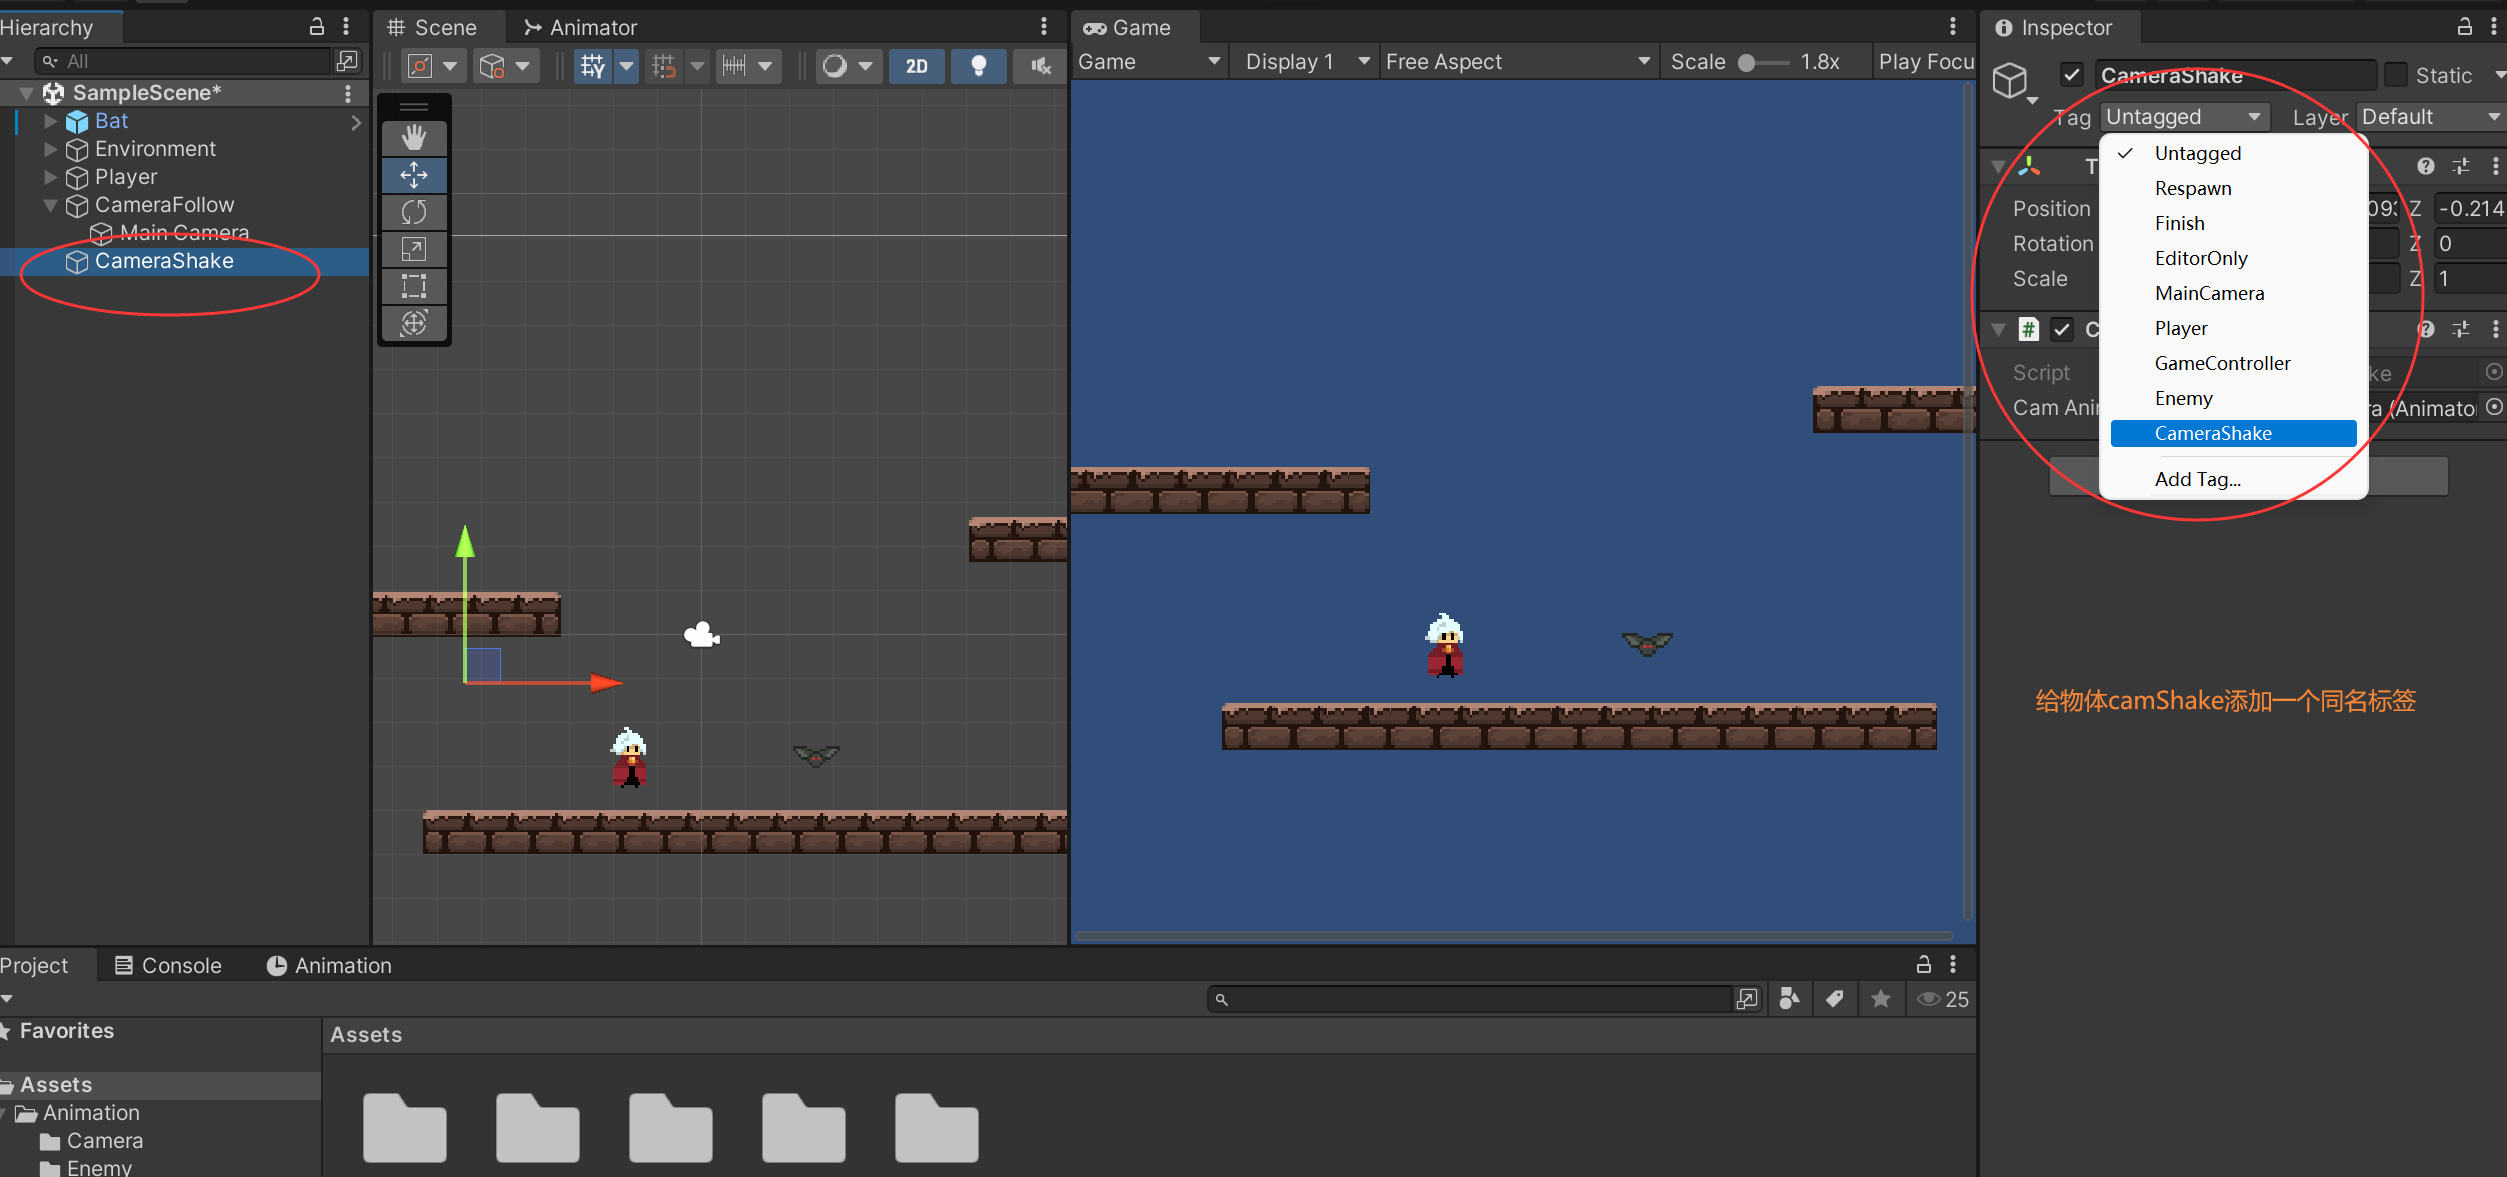 Hierarchy
All
SampleScene*
Bat
Environment
Player
CameraFollow
Main Camera
CameraShake
Scene
Animator
2D
Game
Game
Display 1
Free Aspect
Scale
1.8x
Play Focu
Inspector
CameraShake
Static
Tag
Untagged
Layer
Default
Untagged
Respawn
Finish
EditorOnly
MainCamera
Player
GameController
Enemy
CameraShake
Add Tag...
T
Position
Z
-0.214
Rotation
Z
0
Scale
Z
1
C
Script
ke
Cam Ani
ra (Animato
给物体camShake添加一个同名标签
Project
Console
Animation
25
Favorites
Assets
Animation
Camera
Enemy
Assets